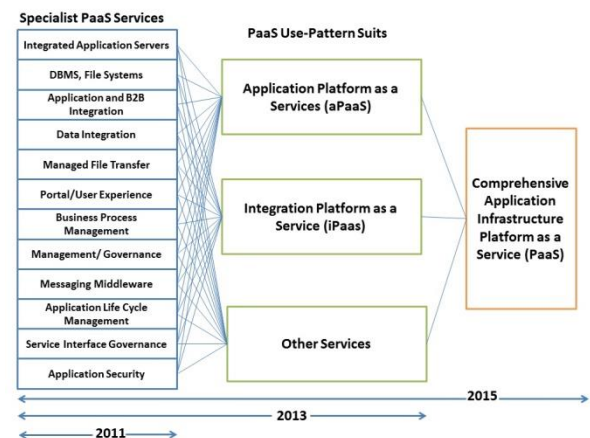 Specialist PaaS Services
Integrated Application Servers
DBMS, File Systems
Application and B2B
Integration
Data Integration
Managed File Transfer
Portal/User Experience
Business Process
Management
Management/ Governance
Messaging Middleware
Application Life Cycle
Management
Service Interface Governance
Application Security
PaaS Use-Pattern Suits
Application Platform as a
Services (aPaaS)
Integration Platform as a
Service (iPaas)
Other Services
Comprehensive
Application
Infrastructure
Platform as a
Service (PaaS)
2015
2013
2011